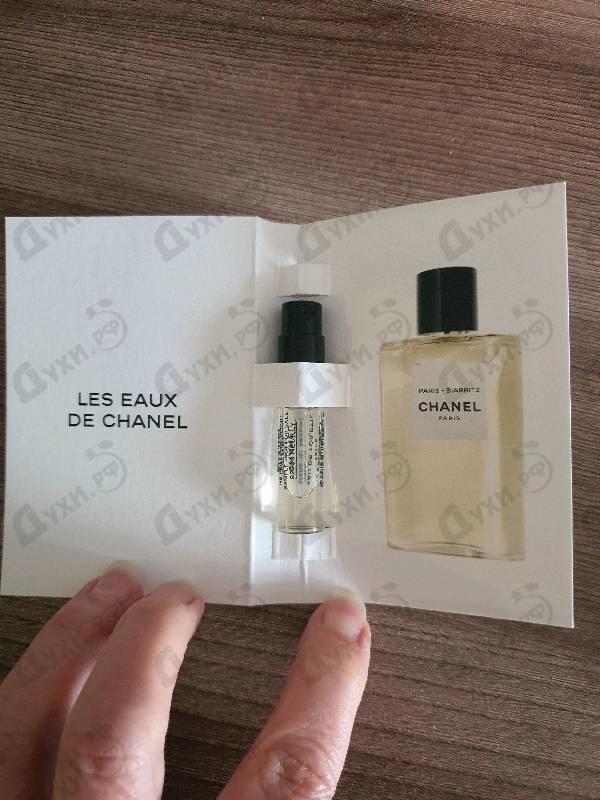 LES EAUX
DE CHANEL
PARIS - BIARRITZ
CHANEL
PARIS
Духи.рф